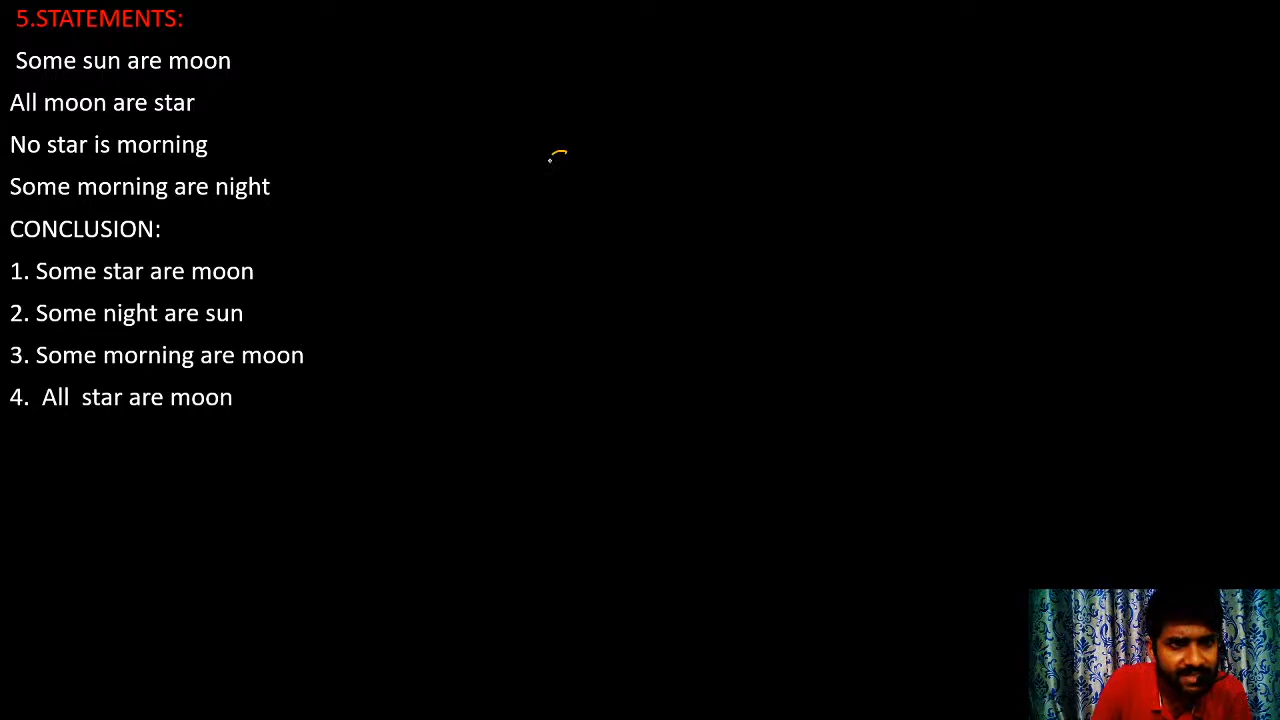 5.STATEMENTS:
Some sun are moon
All moon are star
No star is morning
Some morning are night
CONCLUSION:
1. Some star are moon
2. Some night are sun
3. Some morning are moon
4. All star are moon